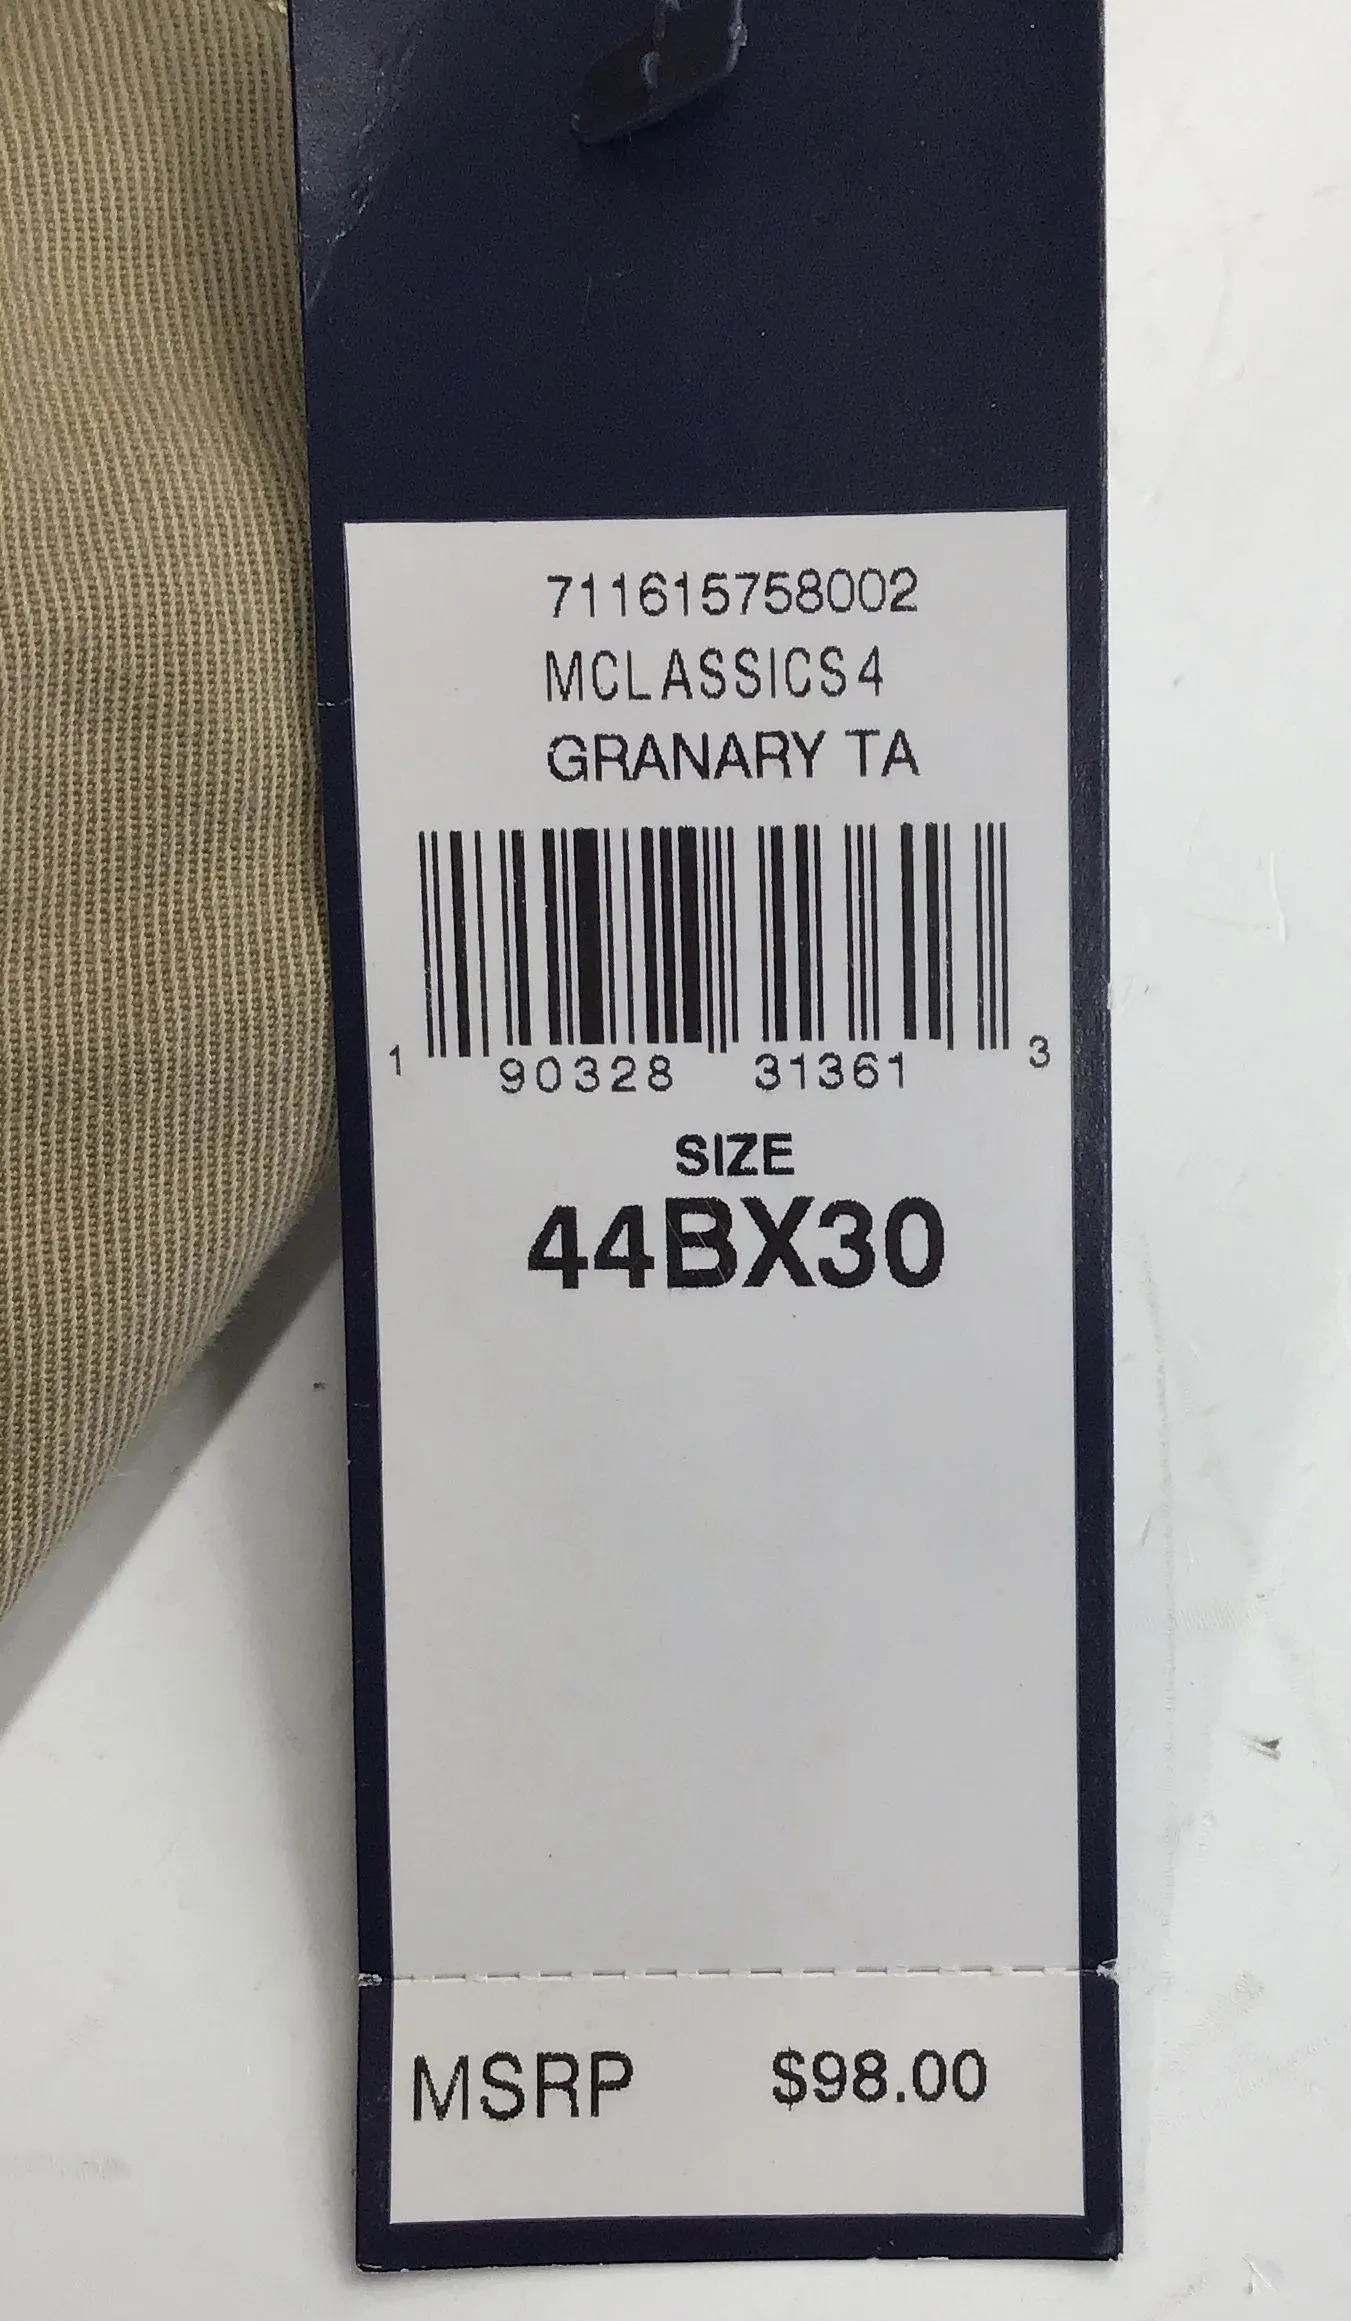 711615758002
MCLASSICS4
GRANARY TA
1 90328 31361 3
SIZE
44BX30
MSRP $98.00